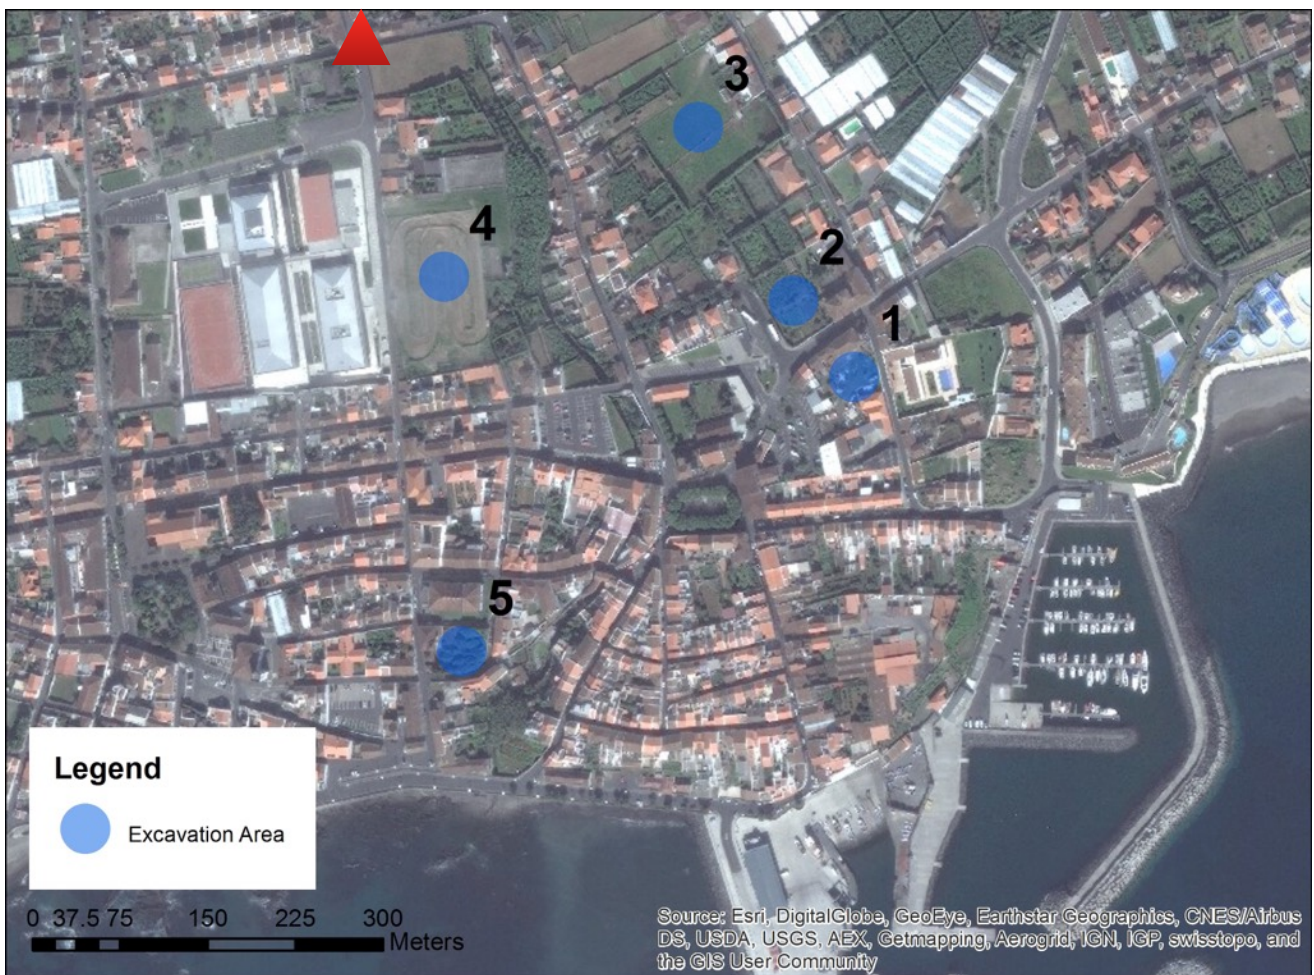 3
4
2
1
5
Legend
Excavation Area
0 37.5 75 150 225 300
Meters
Source: Esri, DigitalGlobe, GeoEye, Earthstar Geographics, CNES/Airbus
DS, USDA, USGS, AEX, Getmapping, Aerogrid, IGN, IGP, swisstopo, and
the GIS User Community